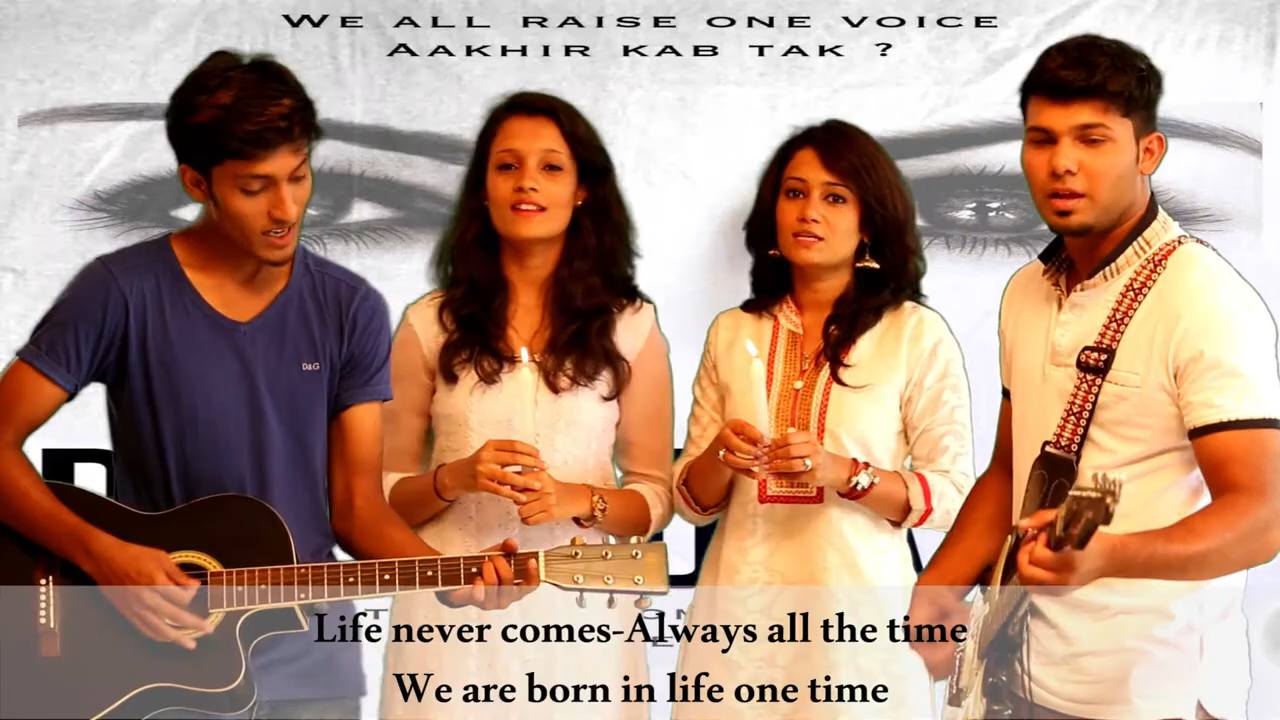 We all raise one voice
Aakhir kab tak ?
D&G
Life never comes-Always all the time
We are born in life one time